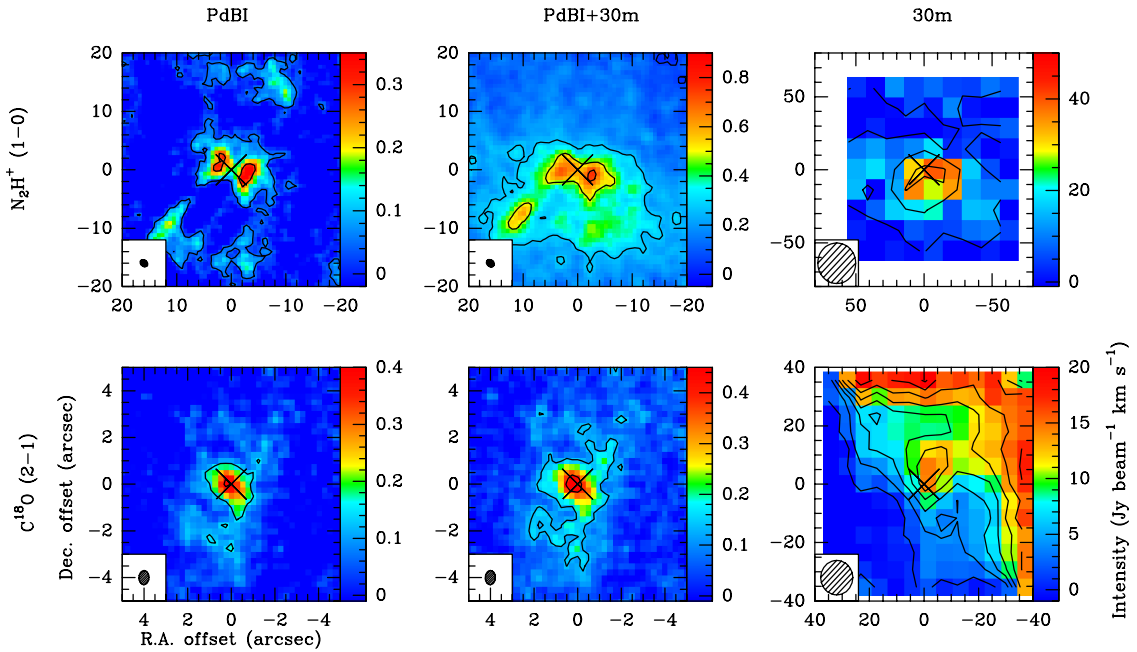 PdBI PdBI+30m 30m
N₂H⁺ (1−0)
20 10 0 −10 −20
20 10 0 −10 −20
0.3 0.2 0.1 0
20 10 0 −10 −20
20 10 0 −10 −20
0.8 0.6 0.4 0.2 0
50 0 −50
50 0 −50
40 20 0
C¹⁸O (2−1)
Dec. offset (arcsec)
4 2 0 −2 −4
4 2 0 −2 −4
0.4 0.3 0.2 0.1 0
4 2 0 −2 −4
0.4 0.3 0.2 0.1 0
40 20 0 −20 −40
40 20 0 −20 −40
20 15 10 5 0
Intensity (Jy beam⁻¹ km s⁻¹)
R.A. offset (arcsec)